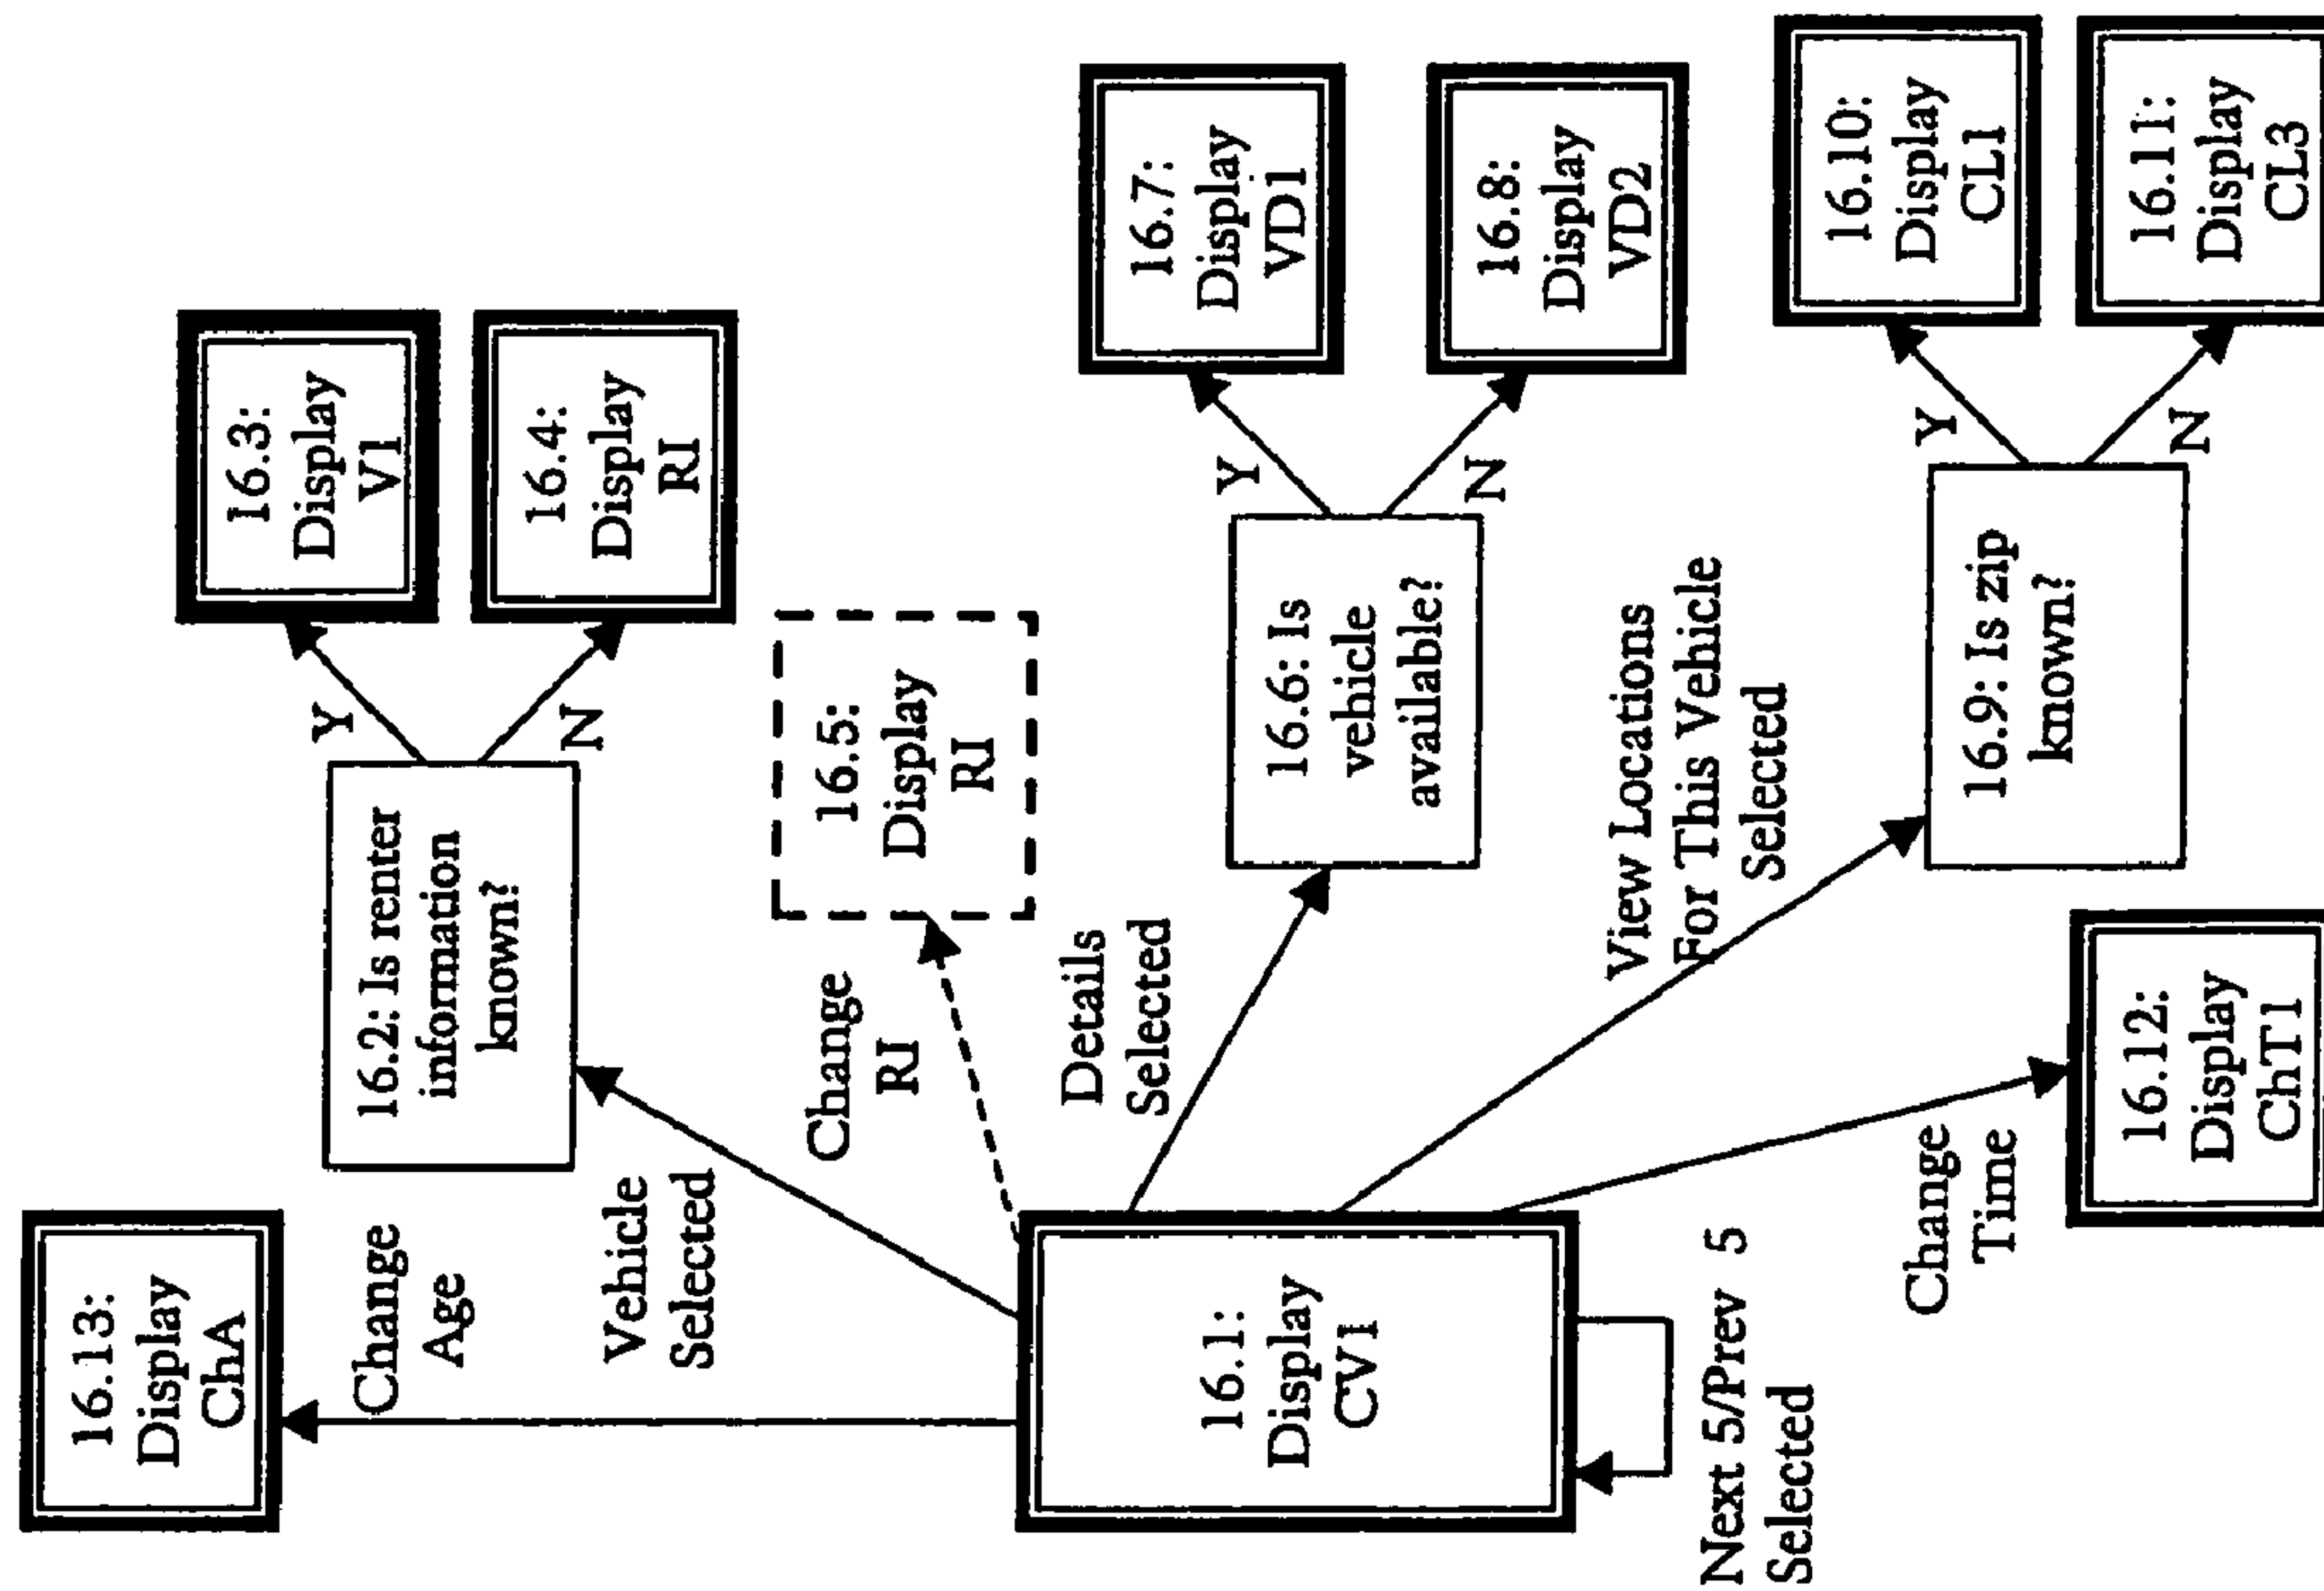 16.13:
Display
ChA
Change
Age
Vehicle
Selected
16.2: Is renter
information
known?
Y
N
16.3:
Display
V1
16.4:
Display
RI
Change
RI
16.5:
Display
RI
16.1:
Display
CV1
Next 5/Prev 5
Selected
Details
Selected
16.6: Is
vehicle
available?
Y
N
16.7:
Display
VD1
16.8:
Display
VD2
View Locations
For This Vehicle
Selected
16.9: Is zip
known?
Y
N
16.10:
Display
CL1
16.11:
Display
CL3
Change
Time
16.12:
Display
ChT1